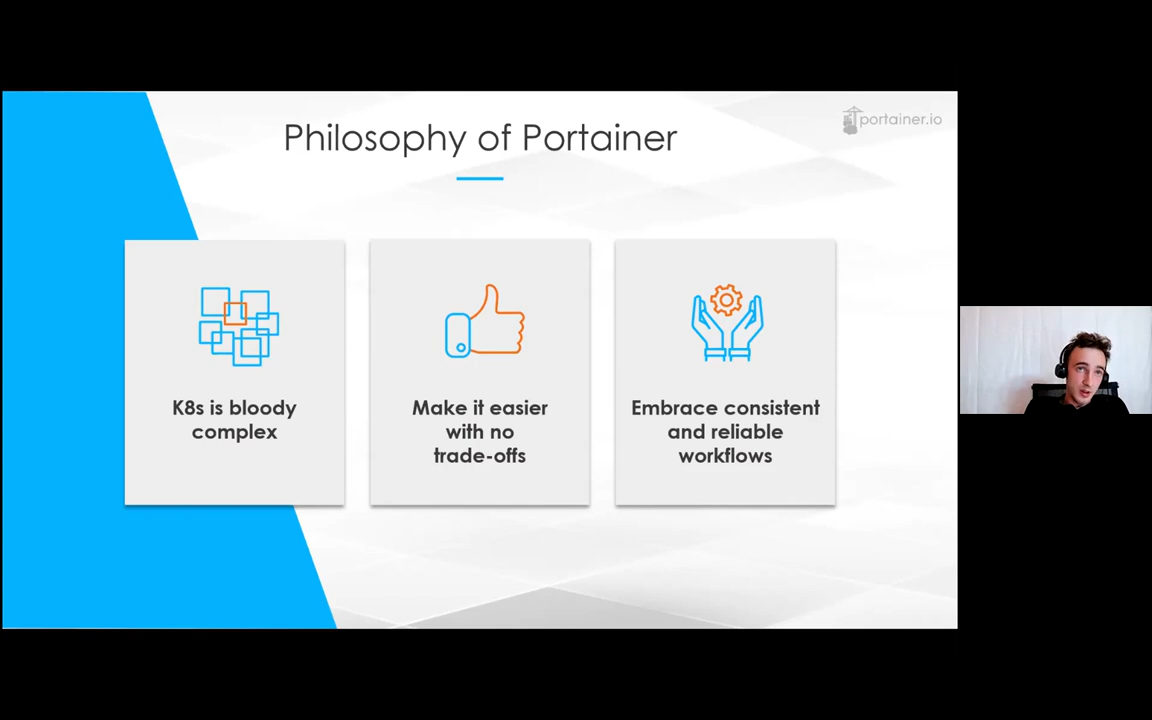 Philosophy of Portainer
portainer.io
K8s is bloody
complex
Make it easier
with no
trade-offs
Embrace consistent
and reliable
workflows